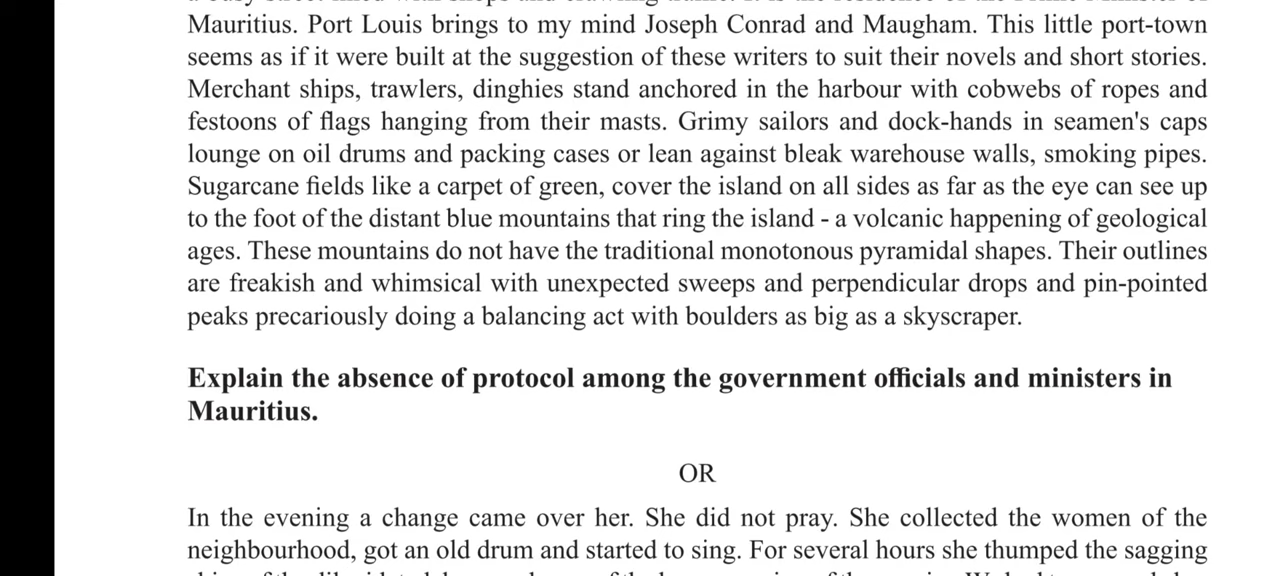 Mauritius. Port Louis brings to my mind Joseph Conrad and Maugham. This little port-town
seems as if it were built at the suggestion of these writers to suit their novels and short stories.
Merchant ships, trawlers, dinghies stand anchored in the harbour with cobwebs of ropes and
festoons of flags hanging from their masts. Grimy sailors and dock-hands in seamen's caps
lounge on oil drums and packing cases or lean against bleak warehouse walls, smoking pipes.
Sugarcane fields like a carpet of green, cover the island on all sides as far as the eye can see up
to the foot of the distant blue mountains that ring the island - a volcanic happening of geological
ages. These mountains do not have the traditional monotonous pyramidal shapes. Their outlines
are freakish and whimsical with unexpected sweeps and perpendicular drops and pin-pointed
peaks precariously doing a balancing act with boulders as big as a skyscraper.
Explain the absence of protocol among the government officials and ministers in
Mauritius.
OR
In the evening a change came over her. She did not pray. She collected the women of the
neighbourhood, got an old drum and started to sing. For several hours she thumped the sagging